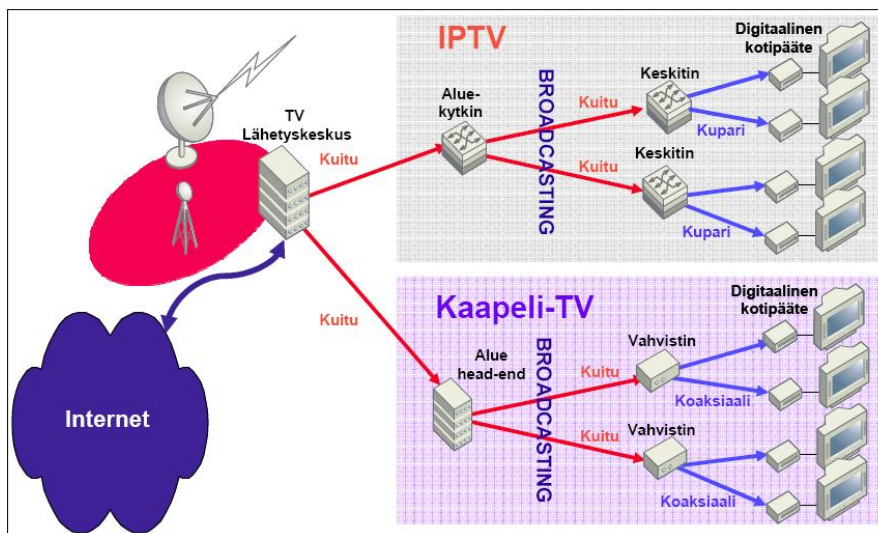 TV
Lähetyskeskus
Kuitu
Kuitu
Internet
IPTV
Alue-
kytkin
BROADCASTING
Kuitu
Kuitu
Keskitin
Keskitin
Kupari
Kupari
Digitaalinen
kotipääte
Kaapeli-TV
Alue
head-end
BROADCASTING
Kuitu
Kuitu
Vahvistin
Vahvistin
Koaksiaali
Koaksiaali
Digitaalinen
kotipääte